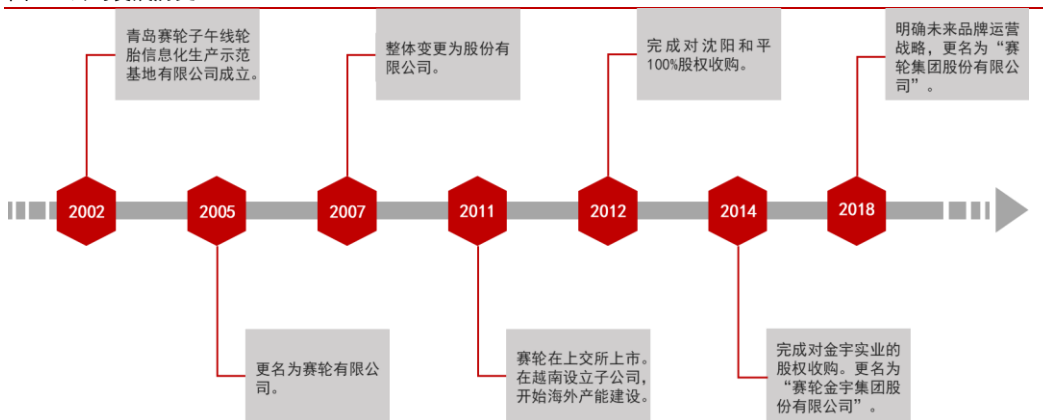 青岛赛轮子午线轮
胎信息化生产示范
基地有限公司成立。
整体变更为股份有
限公司。
完成对沈阳和平
100%股权收购。
明确未来品牌运营
战略，更名为“赛
轮集团股份有限公
司”。
2002
2005
2007
2011
2012
2014
2018
更名为赛轮有限公
司。
赛轮在上交所上市。
在越南设立子公司，
开始海外产能建设。
完成对金宇实业的
股权收购。更名为
“赛轮金宇集团股
份有限公司”。